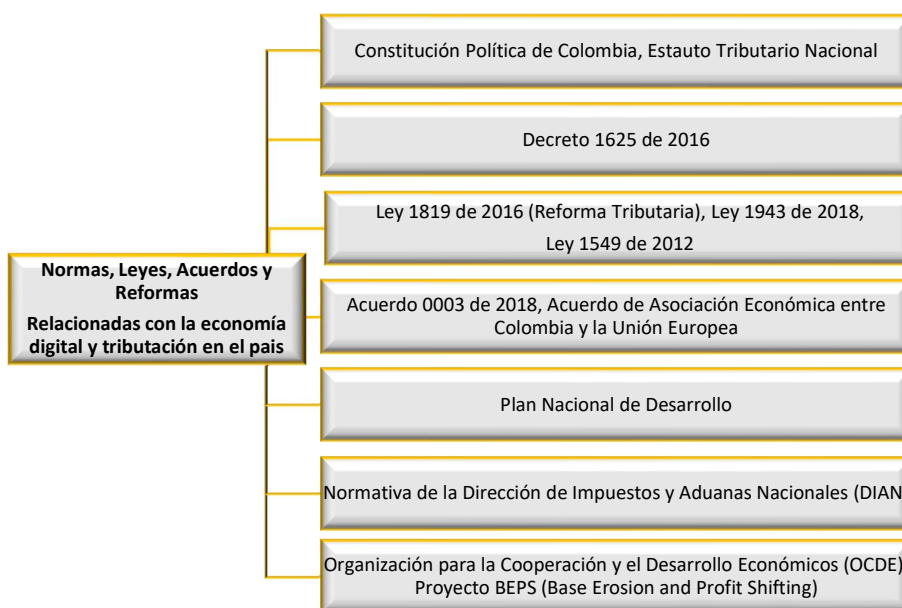 Constitución Política de Colombia, Estauto Tributario Nacional
Decreto 1625 de 2016
Ley 1819 de 2016 (Reforma Tributaria), Ley 1943 de 2018,
Ley 1549 de 2012
Normas, Leyes, Acuerdos y
Reformas
Relacionadas con la economía
digital y tributación en el pais
Acuerdo 0003 de 2018, Acuerdo de Asociación Económica entre
Colombia y la Unión Europea
Plan Nacional de Desarrollo
Normativa de la Dirección de Impuestos y Aduanas Nacionales (DIAN
Organización para la Cooperación y el Desarrollo Económicos (OCDE)
Proyecto BEPS (Base Erosion and Profit Shifting)